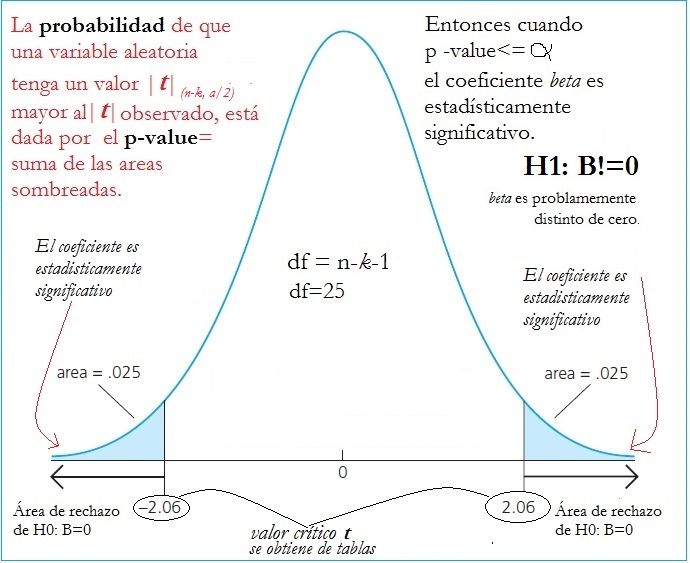 La probabilidad de que
una variable aleatoria
tenga un valor | t| (n-k, a/2)
mayor al| t| observado, está
dada por el p-value=
suma de las areas
sombreadas.
Entonces cuando
p -value<= α
el coeficiente beta es
estadísticamente
significativo.
H1: B!=0
beta es problamemente
distinto de cero.
El coeficiente es
estadisticamente
significativo
df = n-k-1
df=25
El coeficiente es
estadisticamente
significativo
area = .025
area = .025
0
Área de rechazo
de H0: B=0
−2.06
valor crítico t
se obtiene de tablas
2.06
Área de rechazo
de H0: B=0